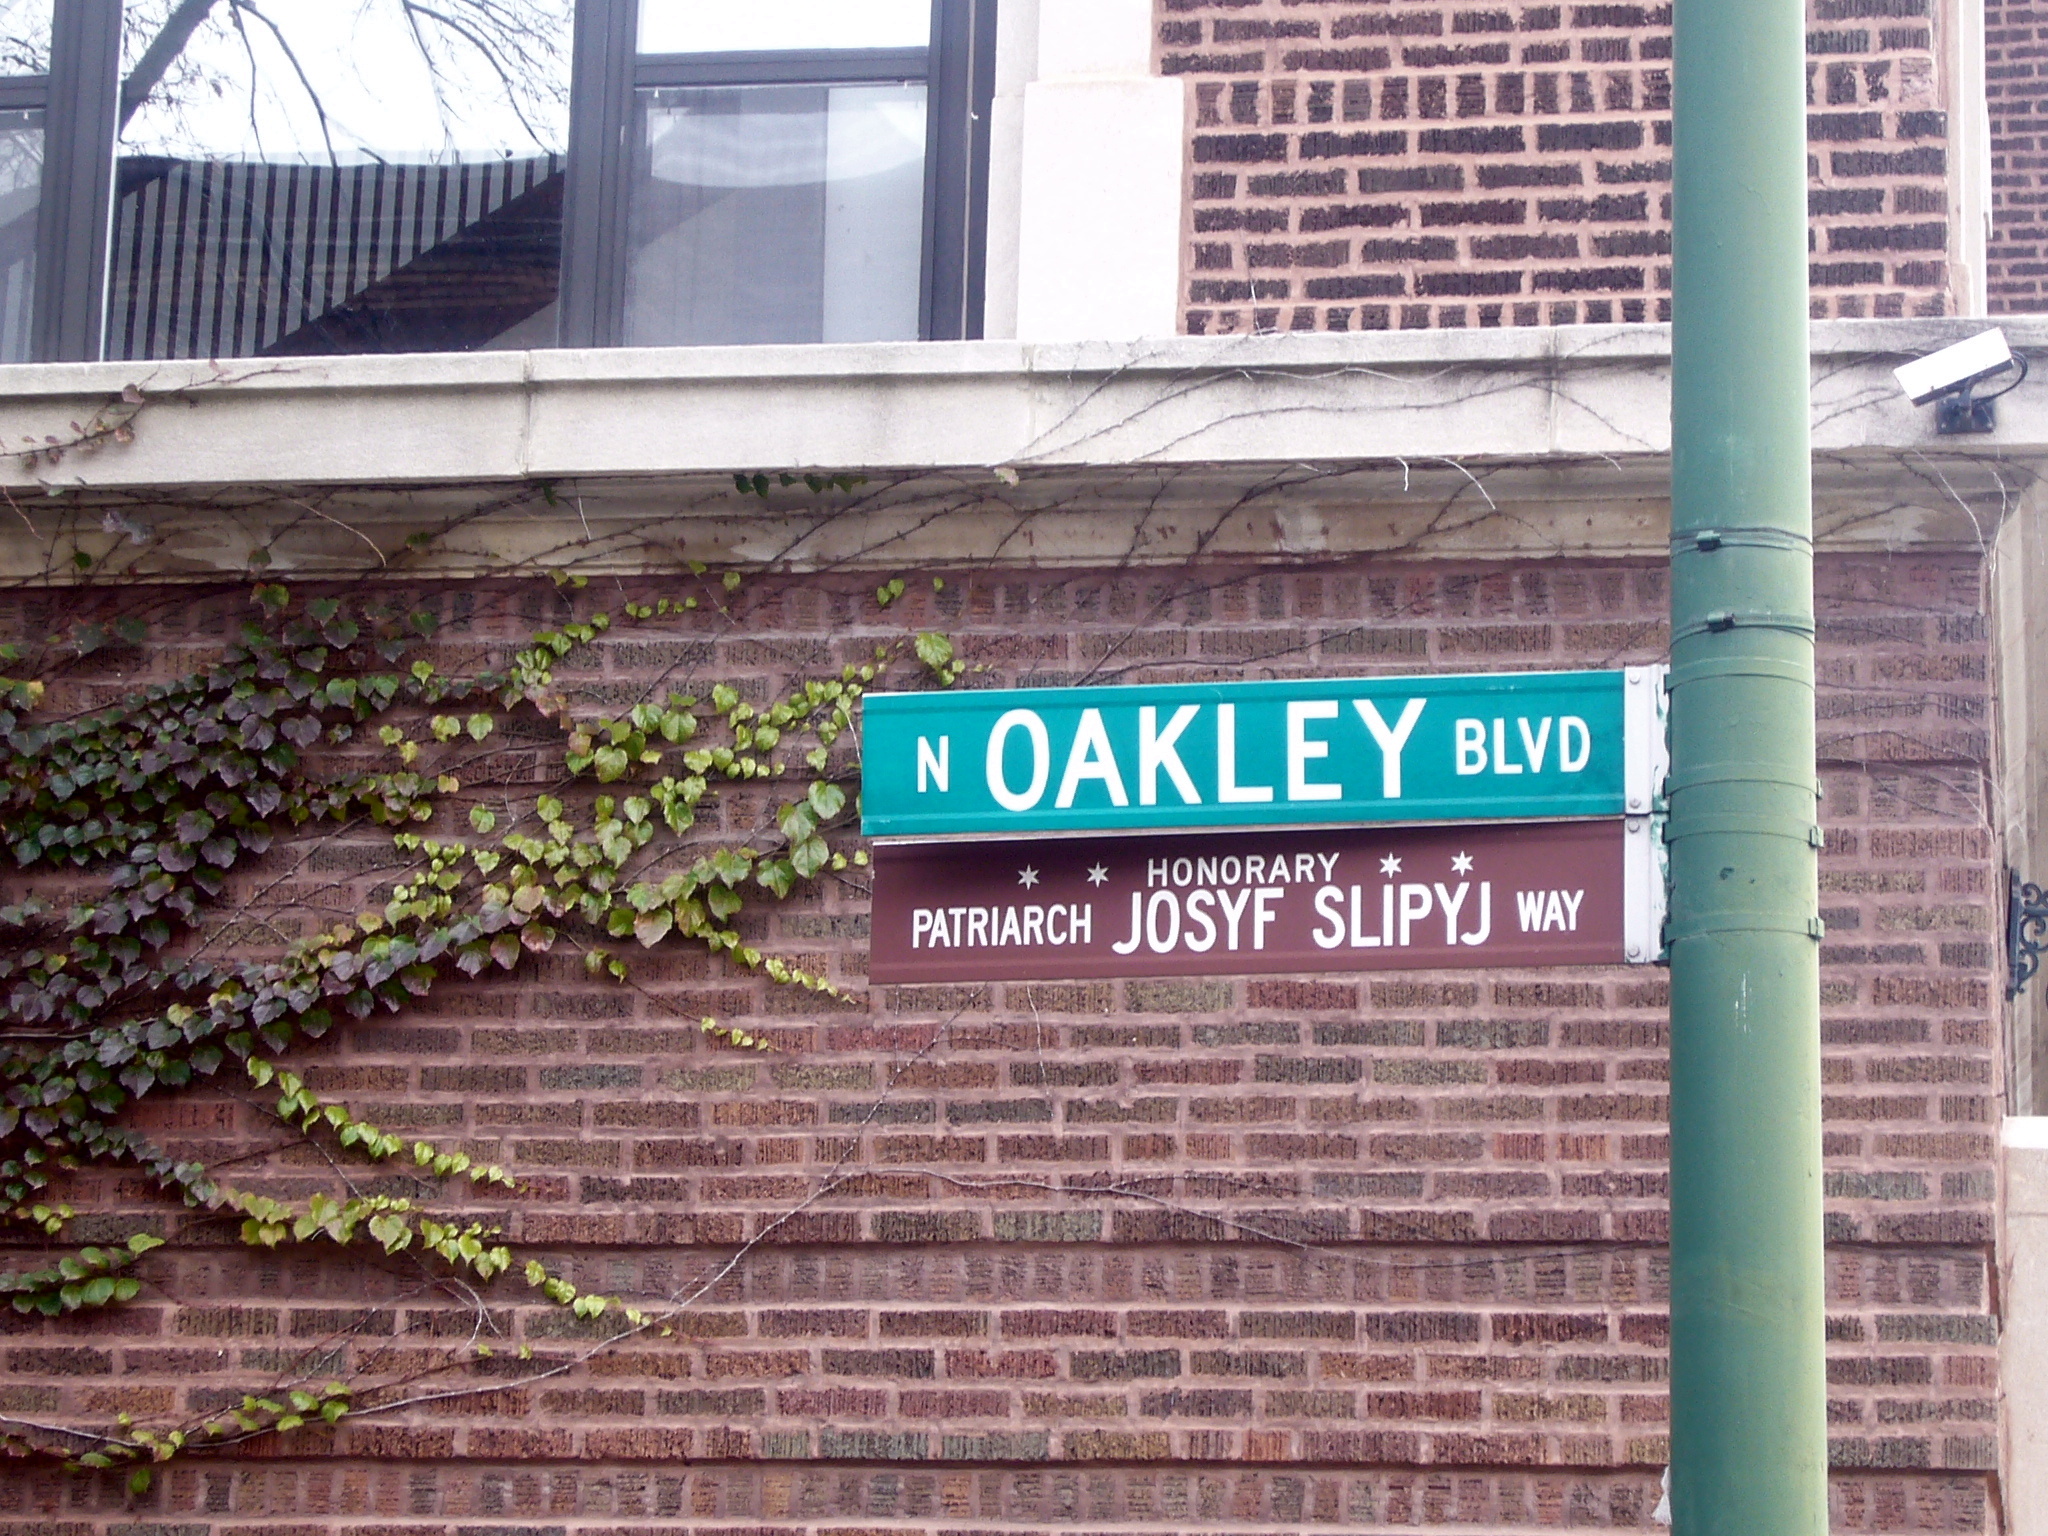 N OAKLEY BLVD
HONORARY
PATRIARCH JOSYF SLIPYJ WAY